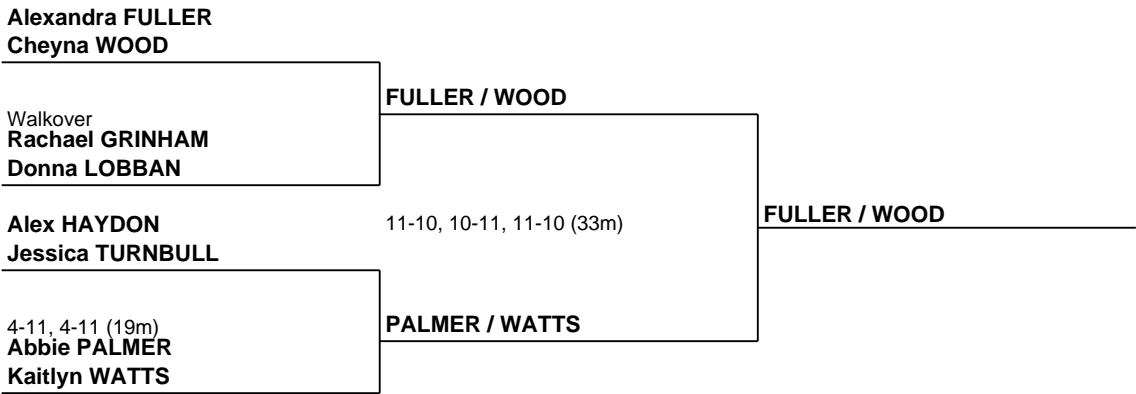 Alexandra FULLER
Cheyna WOOD
FULLER / WOOD
Walkover
Rachael GRINHAM
Donna LOBBAN
Alex HAYDON
Jessica TURNBULL
11-10, 10-11, 11-10 (33m)
FULLER / WOOD
4-11, 4-11 (19m)
Abbie PALMER
Kaitlyn WATTS
PALMER / WATTS